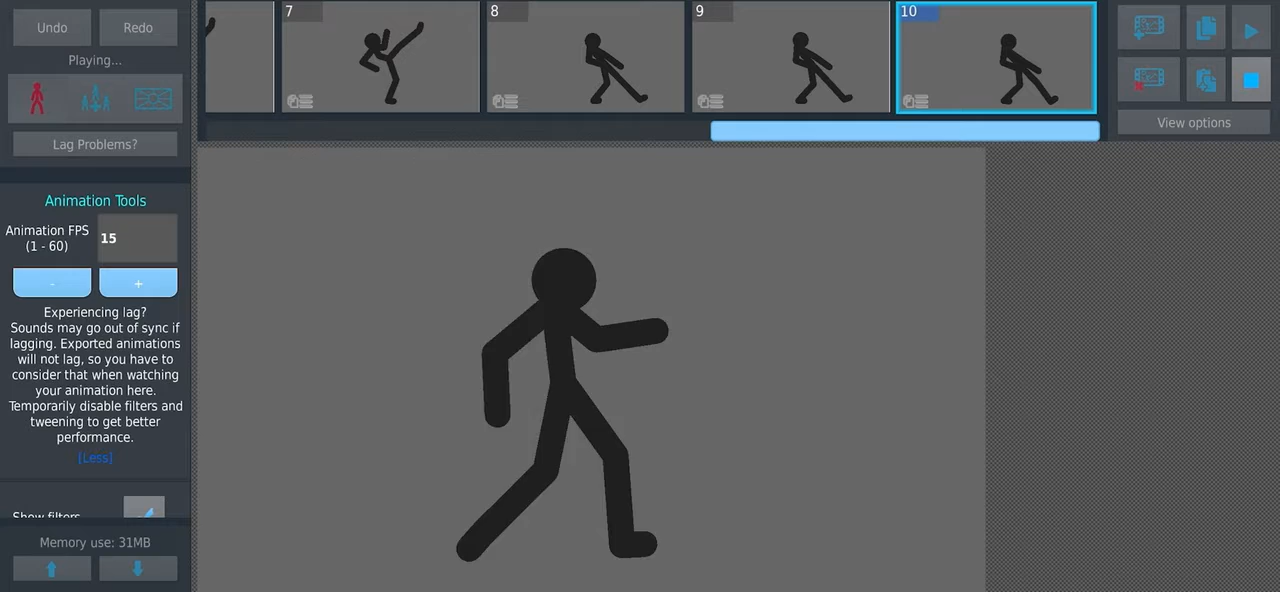 Undo
Redo
Playing...
Lag Problems?
7
8
9
10
View options
Animation Tools
Animation FPS
(1 - 60)
15
-
+
Experiencing lag?
Sounds may go out of sync if
lagging. Exported animations
will not lag, so you have to
consider that when watching
your animation here.
Temporarily disable filters and
tweening to get better
performance.
[Less]
Show filters
Memory use: 31MB